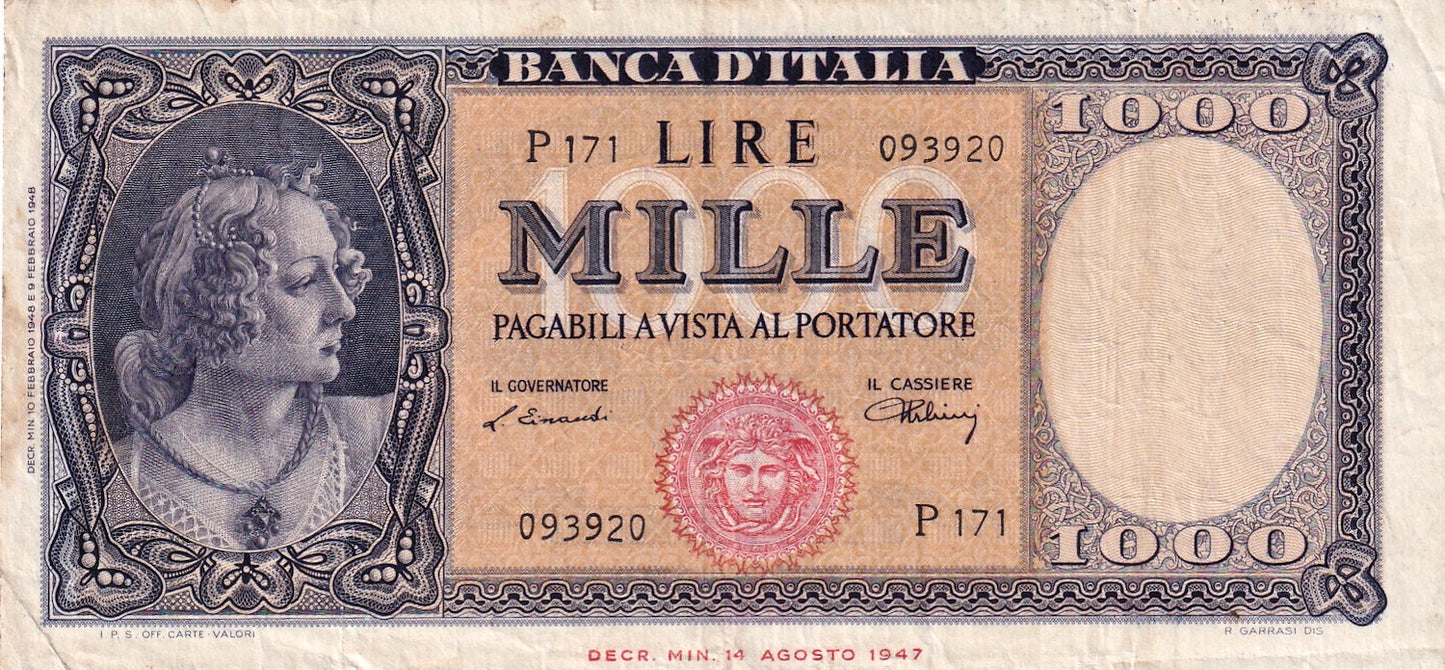 BANCA D'ITALIA
1000
P 171 LIRE 093920
1000
MILLE
PAGABILI A VISTA AL PORTATORE
IL GOVERNATORE
L. Einaudi
IL CASSIERE
093920
P 171
1000
DECR. MIN. 10 FEBBRAIO 1948 E 9 FEBBRAIO 1948
I. P. S. OFF. CARTE-VALORI
R. GARRASI DIS
DECR. MIN. 14 AGOSTO 1947